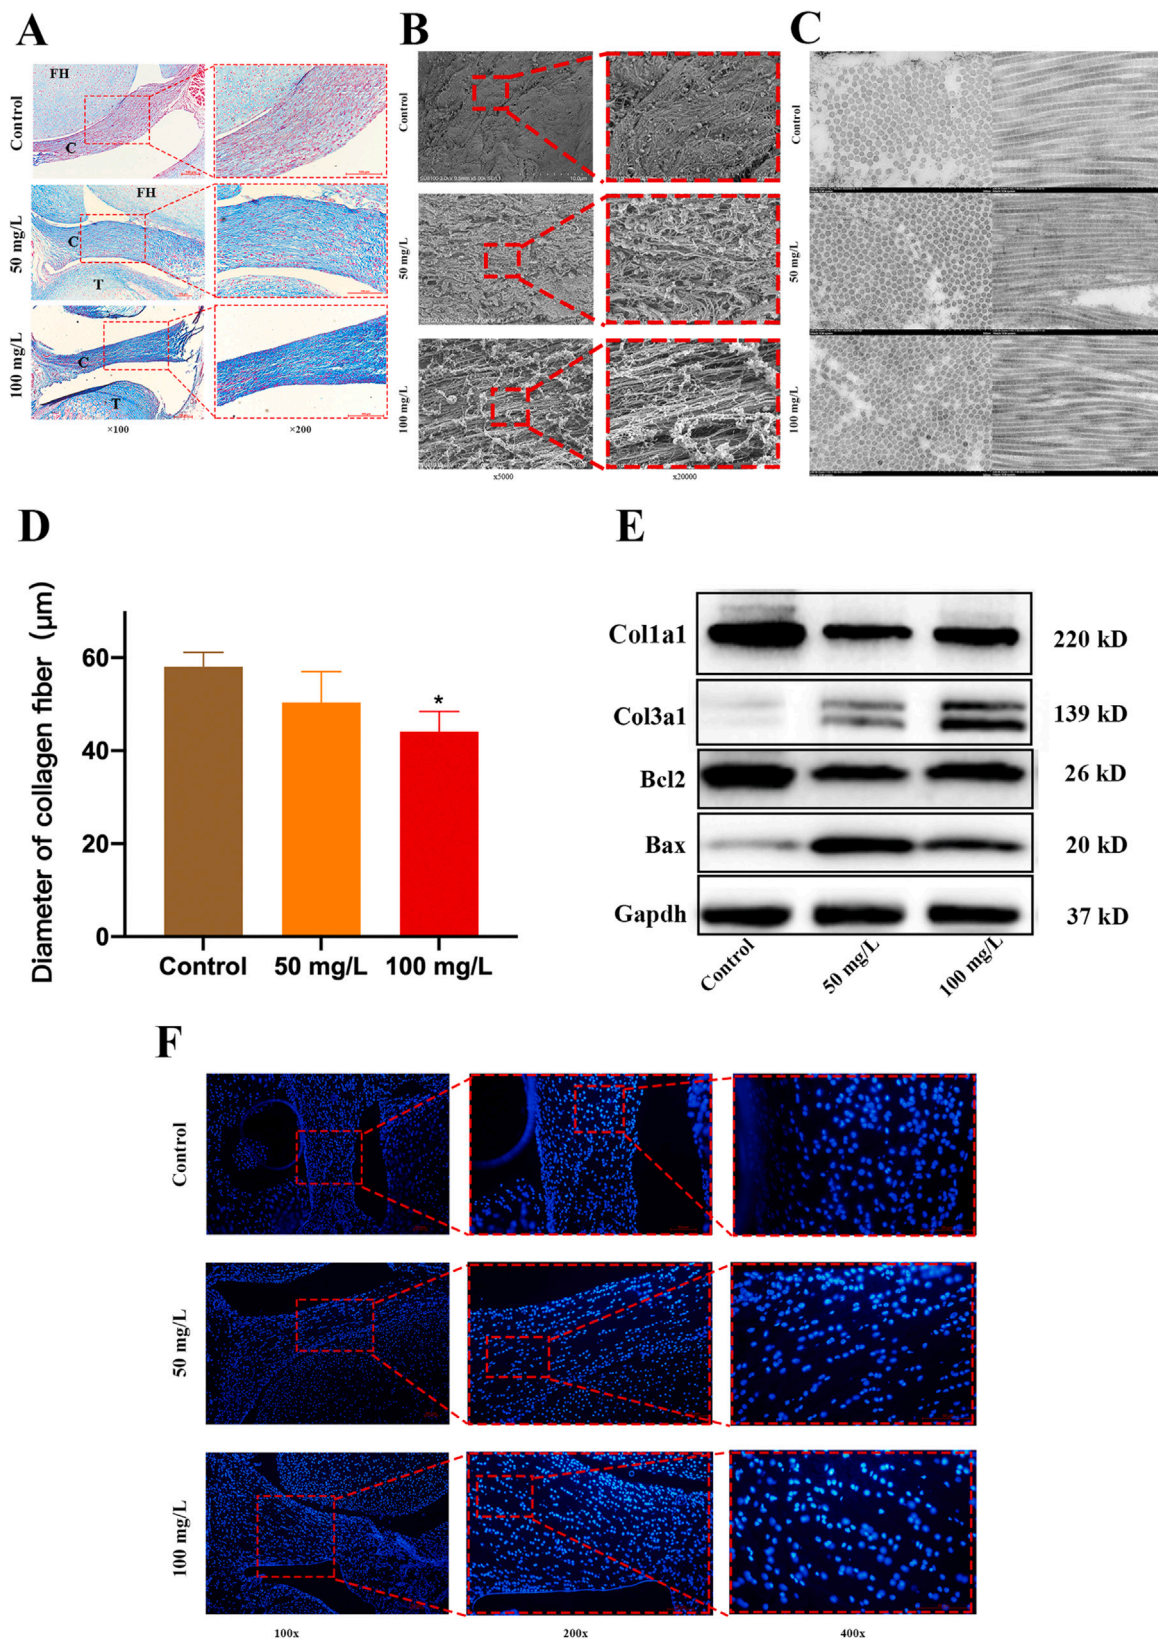 A
Control
FH
C
50 mg/L
FH
C
T
100 mg/L
C
T
×100
×200
B
Control
50 mg/L
100 mg/L
x5000
x20000
C
Control
50 mg/L
100 mg/L
D
Diameter of collagen fiber (μm)
60
40
20
0
*
Control
50 mg/L
100 mg/L
E
Col1a1
220 kD
Col3a1
139 kD
Bcl2
26 kD
Bax
20 kD
Gapdh
37 kD
Control
50 mg/L
100 mg/L
F
Control
50 mg/L
100 mg/L
100x
200x
400x